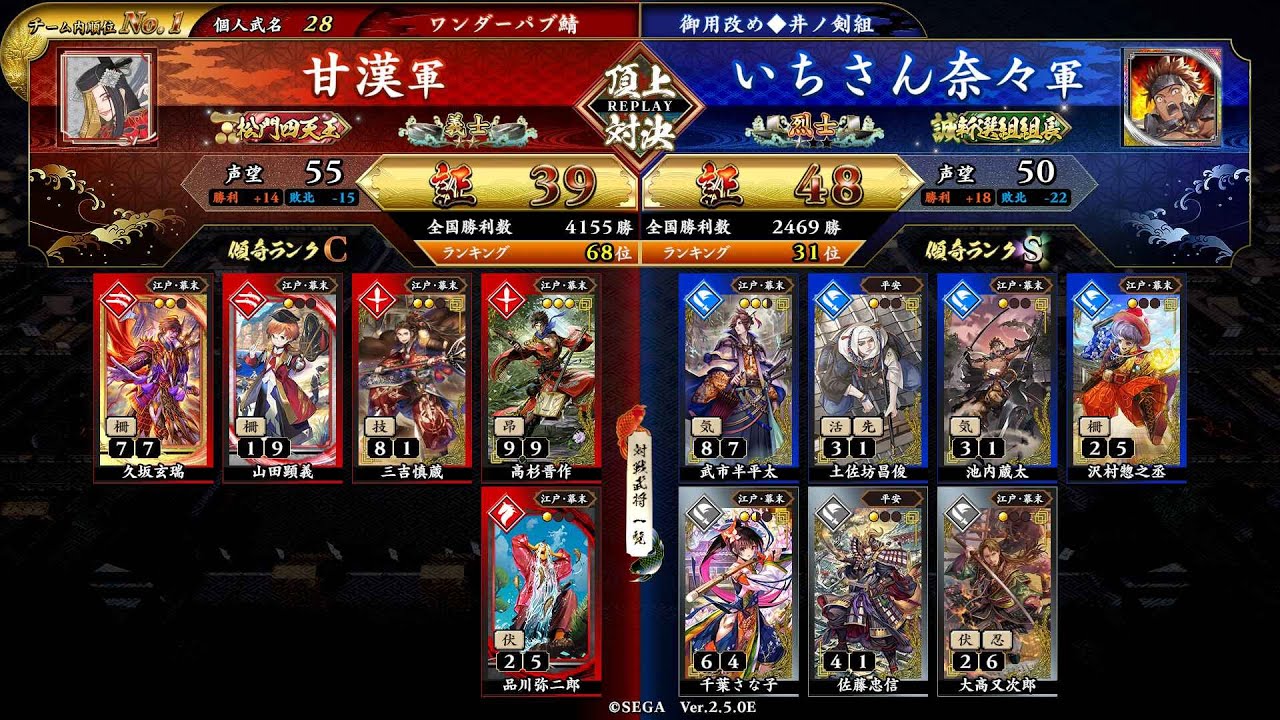 チーム内順位 No.1 個人武名 28 ワンダーパブ鯖
御用改め◆井ノ剣組
甘漢軍
頂上
REPLAY
対決
いちさん奈々軍
松門四天王 義士
烈士 誠新選組組長
声望 55
勝利 +14 敗北 -15
証 39
証 48
声望 50
勝利 +18 敗北 -22
全国勝利数 4155勝
全国勝利数 2469勝
傾奇ランクC
ランキング 68位
ランキング 31位
傾奇ランクS
江戸・幕末 江戸・幕末 江戸・幕末 江戸・幕末
柵 7 7 久坂玄瑞
柵 1 9 山田顕義
技 8 1 三吉慎蔵
昂 9 9 高杉晋作
江戸・幕末 平安 江戸・幕末 江戸・幕末
気 8 7 武市半平太
活 先 3 1 土佐坊昌俊
気 3 1 池内蔵太
柵 2 5 沢村惣之丞
対戦武将一覧
江戸・幕末
伏 2 5 品川弥二郎
江戸・幕末 平安 江戸・幕末
6 4 千葉さな子
4 1 佐藤忠信
伏 忍 2 6 大高又次郎
©SEGA Ver.2.5.0E